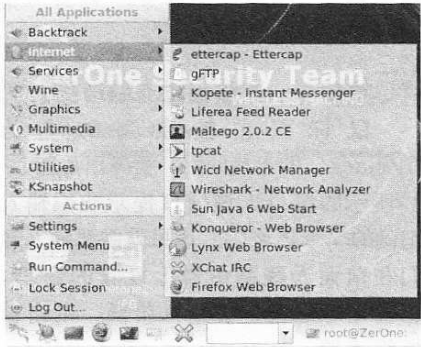 All Applications
Backtrack
Internet
Services
Wine
Graphics
Multimedia
System
Utilities
KSnapshot
Actions
Settings
System Menu
Run Command...
Lock Session
Log Out...
ettercap - Ettercap
gFTP
Kopete - Instant Messenger
Liferea Feed Reader
Maltego 2.0.2 CE
tpcat
Wicd Network Manager
Wireshark - Network Analyzer
Sun Java 6 Web Start
Konqueror - Web Browser
Lynx Web Browser
XChat IRC
Firefox Web Browser
One Security Team
root@ZerOne: